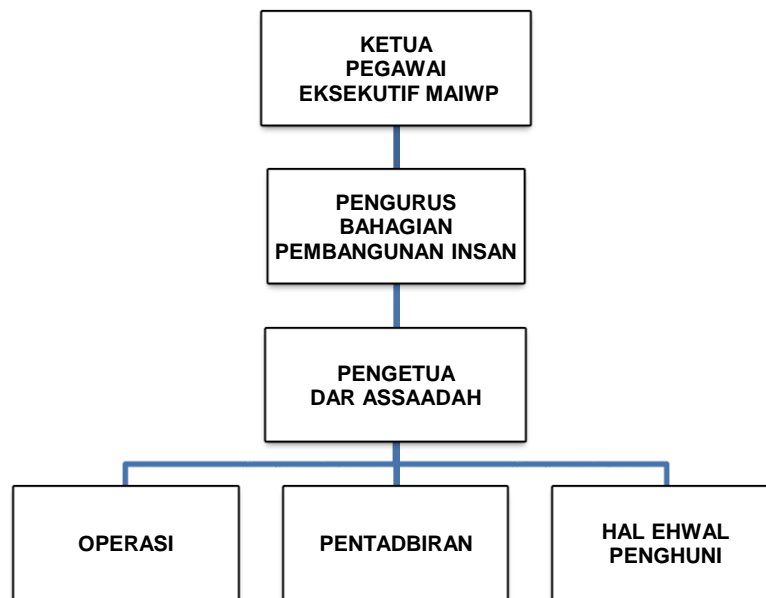 KETUA
PEGAWAI
EKSEKUTIF MAIWP
PENGURUS
BAHAGIAN
PEMBANGUNAN INSAN
PENGETUA
DAR ASSAADAH
OPERASI
PENTADBIRAN
HAL EHWAL
PENGHUNI